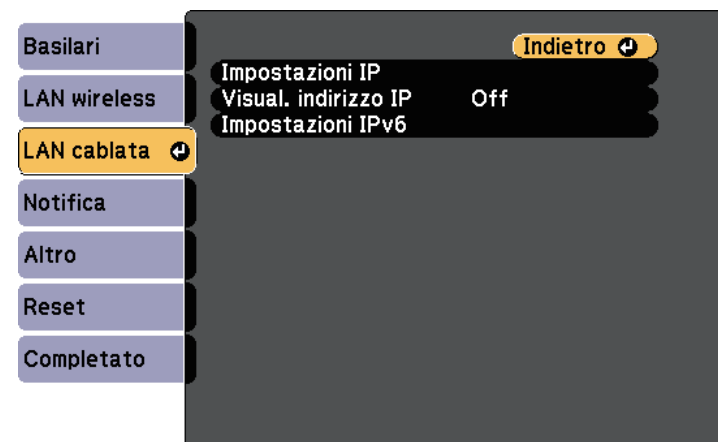 Basilari
LAN wireless
LAN cablata
Notifica
Altro
Reset
Completato
Indietro
Impostazioni IP
Visual. indirizzo IP Off
Impostazioni IPv6